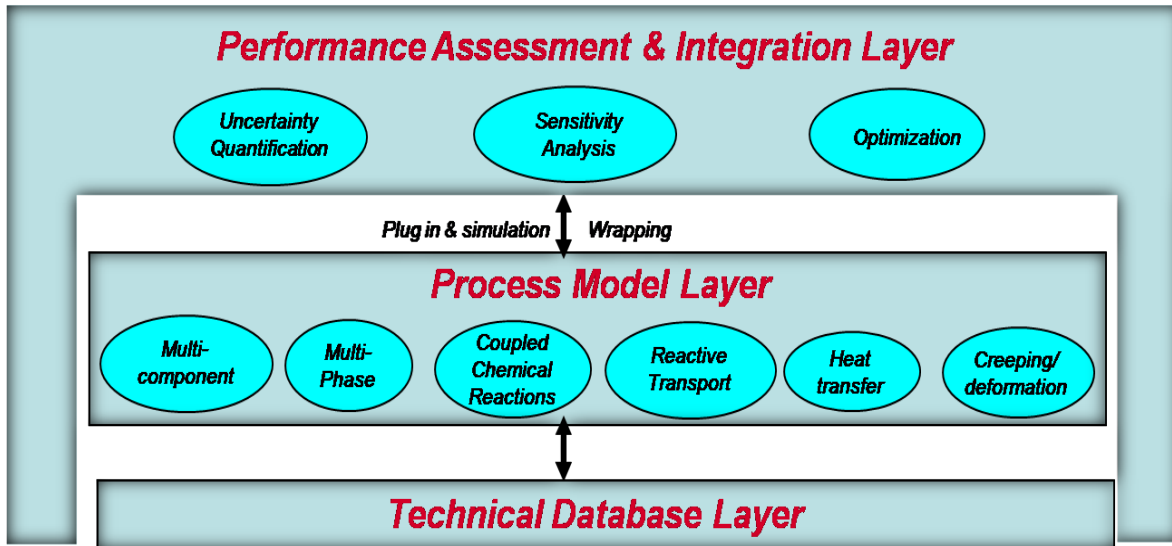 Performance Assessment & Integration Layer
Uncertainty
Quantification
Sensitivity
Analysis
Optimization
Plug in & simulation
Wrapping
Process Model Layer
Multi-
component
Multi-
Phase
Coupled
Chemical
Reactions
Reactive
Transport
Heat
transfer
Creeping/
deformation
Technical Database Layer